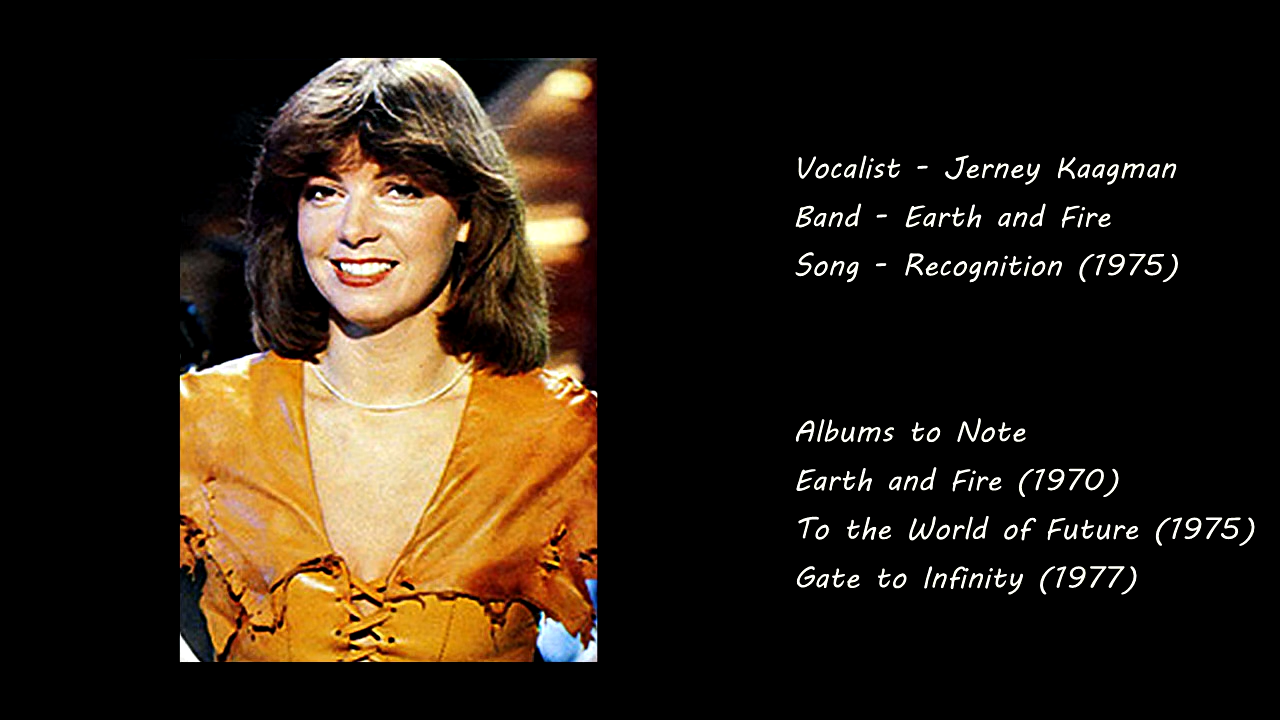 Vocalist - Jerney Kaagman
Band - Earth and Fire
Song - Recognition (1975)
Albums to Note
Earth and Fire (1970)
To the World of Future (1975)
Gate to Infinity (1977)